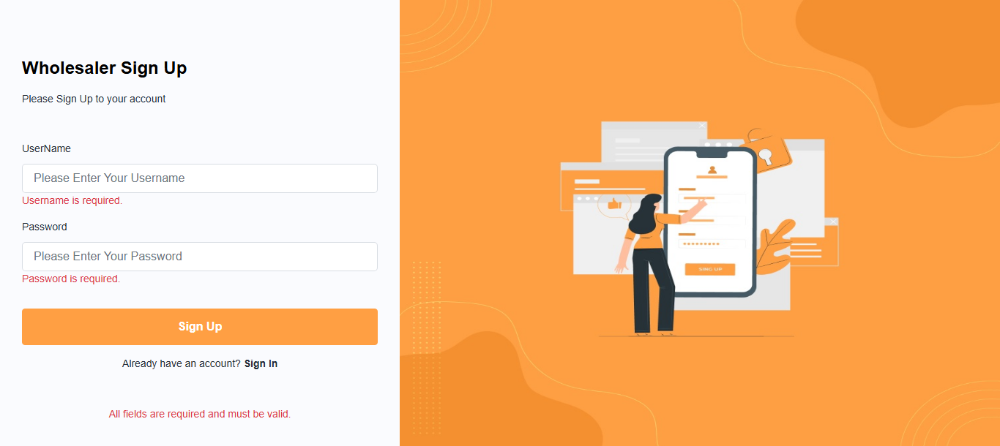 Wholesaler Sign Up
Please Sign Up to your account
UserName
Please Enter Your Username
Username is required.
Password
Please Enter Your Password
Password is required.
Sign Up
Already have an account? Sign In
All fields are required and must be valid.
SING UP